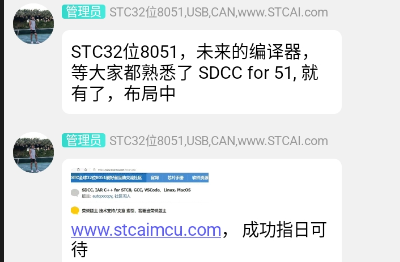 管理员 STC32位8051,USB,CAN,www.STCAI.com
STC32位8051，未来的编译器，
等大家都熟悉了 SDCC for 51, 就
有了，布局中
管理员 STC32位8051,USB,CAN,www.STCAI.com
SDCC, IAR C++ for STC8, GCC, VSCode, Linux, MacOS
www.stcaimcu.com， 成功指日可
待